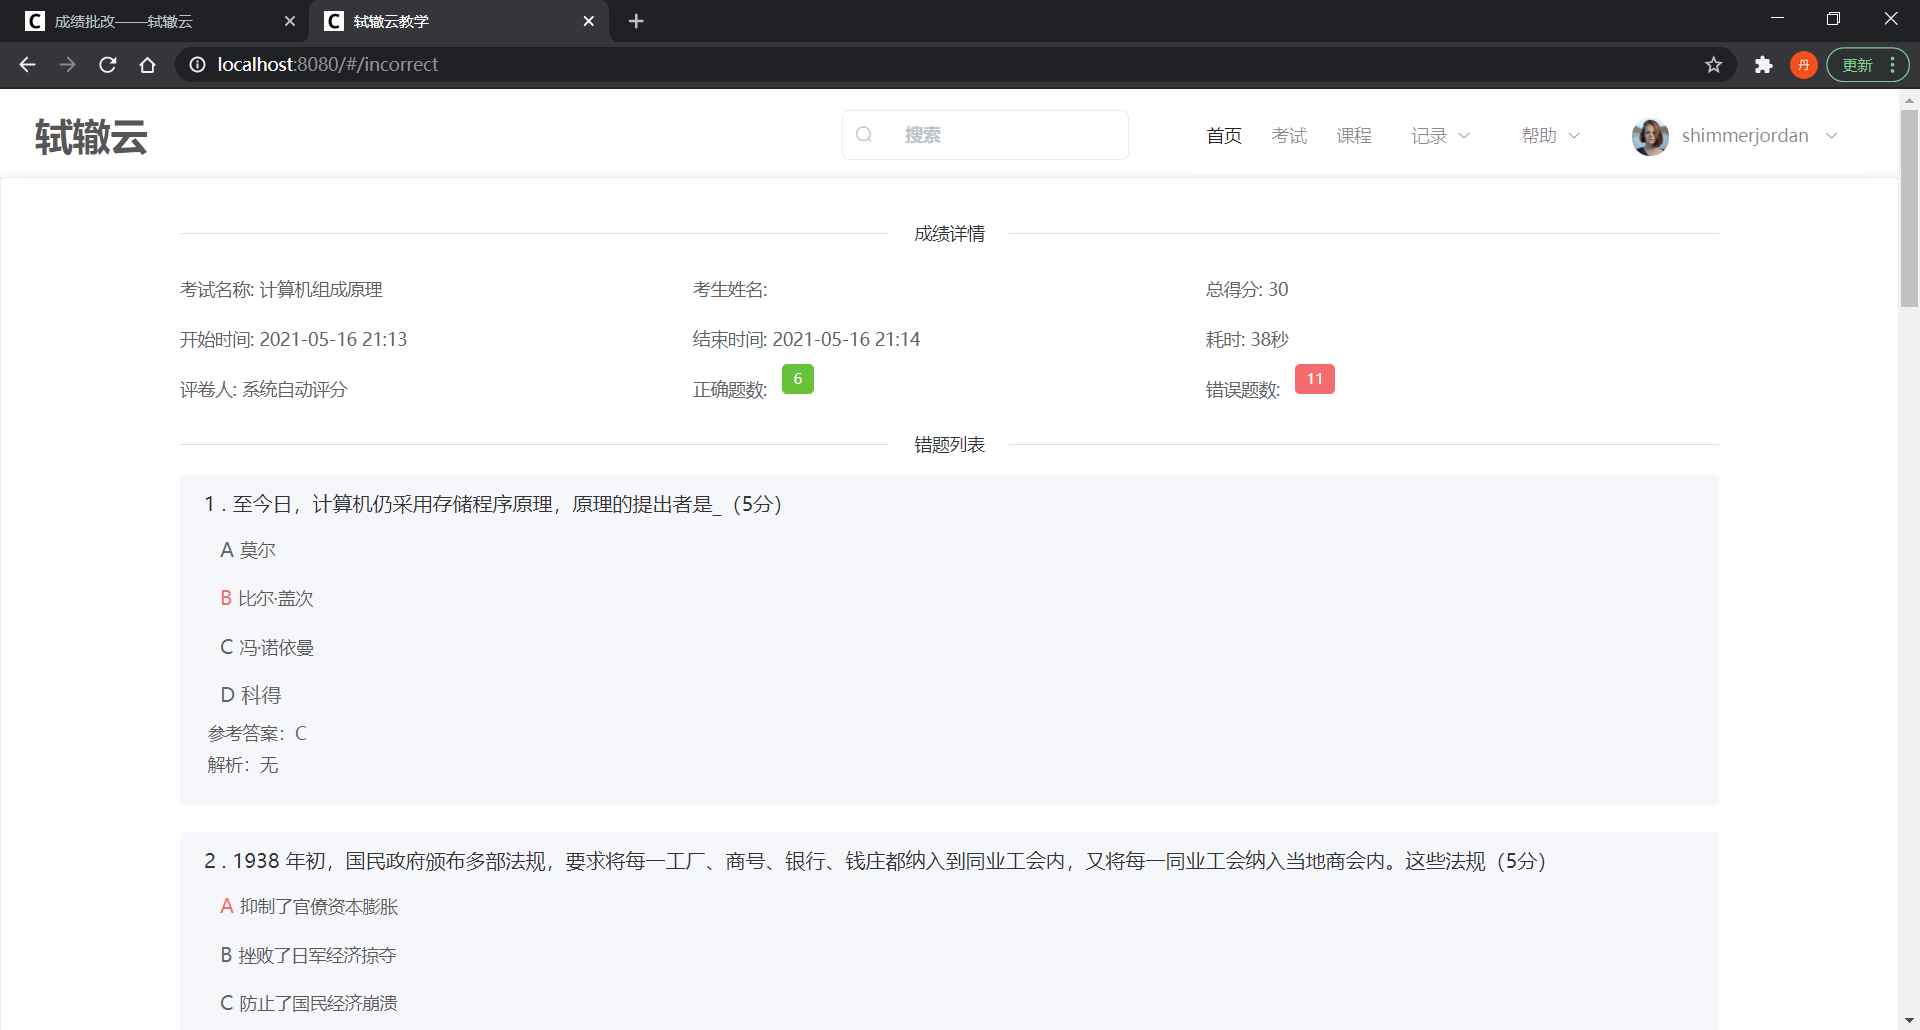 成绩批改——轼辙云
轼辙云教学
localhost:8080/#/incorrect
丹
更新
轼辙云
搜索
首页 考试 课程 记录 帮助 shimmerjordan
成绩详情
考试名称: 计算机组成原理 考生姓名: 总得分: 30
开始时间: 2021-05-16 21:13 结束时间: 2021-05-16 21:14 耗时: 38秒
评卷人: 系统自动评分 正确题数: 6 错误题数: 11
错题列表
1 . 至今日，计算机仍采用存储程序原理，原理的提出者是_（5分）
A 莫尔
B 比尔·盖次
C 冯·诺依曼
D 科得
参考答案：C
解析：无
2 . 1938 年初，国民政府颁布多部法规，要求将每一工厂、商号、银行、钱庄都纳入到同业工会内，又将每一同业工会纳入当地商会内。这些法规（5分）
A 抑制了官僚资本膨胀
B 挫败了日军经济掠夺
C 防止了国民经济崩溃